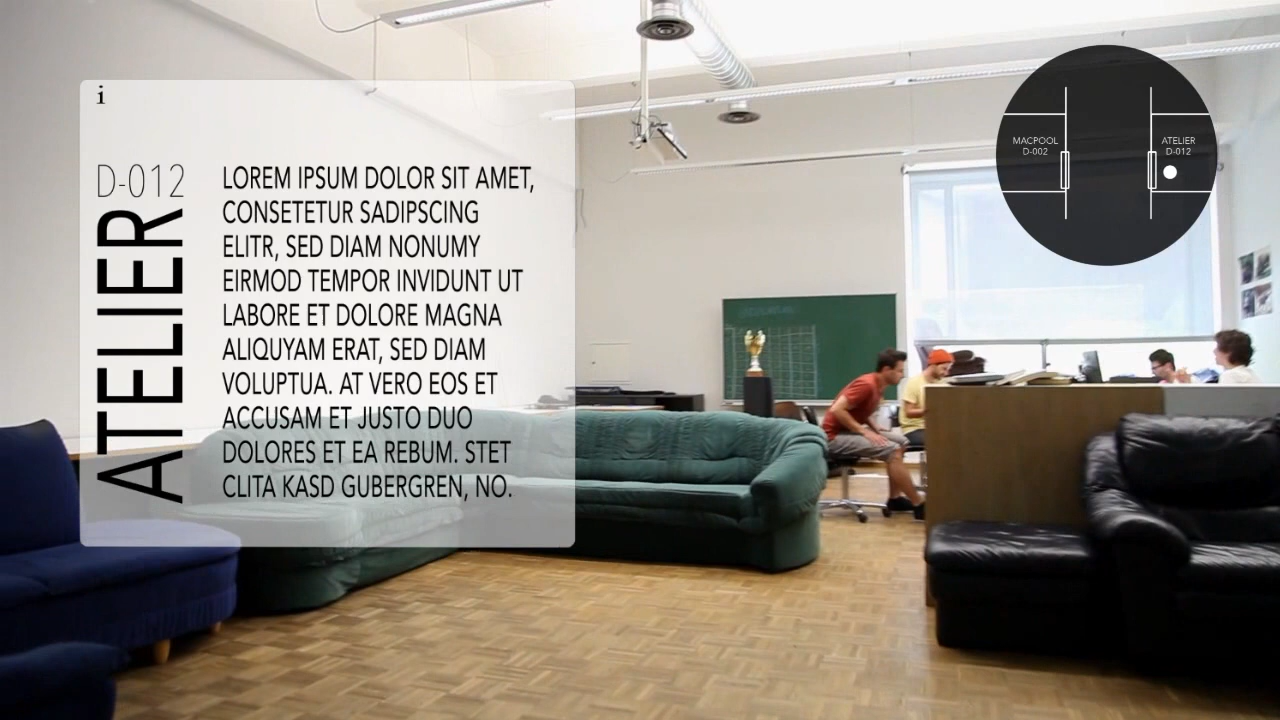 i
D-012
ATELIER
LOREM IPSUM DOLOR SIT AMET,
CONSETETUR SADIPSCING
ELITR, SED DIAM NONUMY
EIRMOD TEMPOR INVIDUNT UT
LABORE ET DOLORE MAGNA
ALIQUYAM ERAT, SED DIAM
VOLUPTUA. AT VERO EOS ET
ACCUSAM ET JUSTO DUO
DOLORES ET EA REBUM. STET
CLITA KASD GUBERGREN, NO.
MACPOOL
D-002
ATELIER
D-012